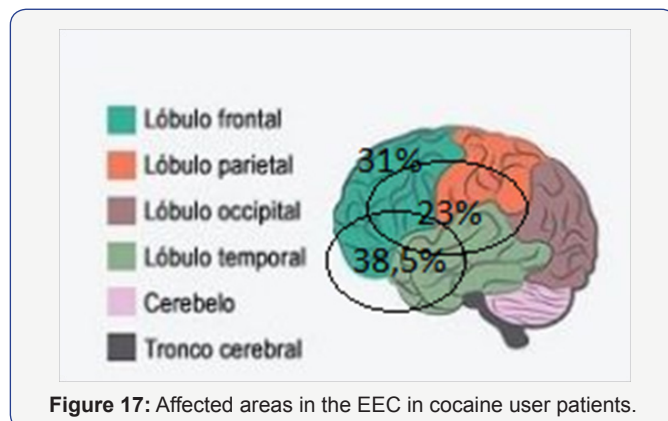 Lóbulo frontal
Lóbulo parietal
Lóbulo occipital
Lóbulo temporal
Cerebelo
Tronco cerebral
31%
23%
38,5%
Figure 17: Affected areas in the EEC in cocaine user patients.